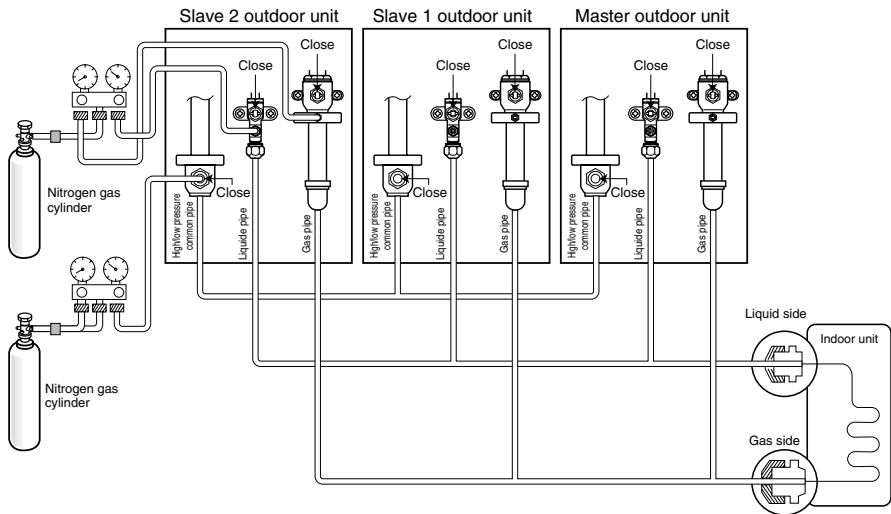 Slave 2 outdoor unit
Slave 1 outdoor unit
Master outdoor unit
Close
Close
Close
Close
Close
Close
Close
Close
Close
Nitrogen gas
cylinder
High/low pressure
common pipe
Liquide pipe
Gas pipe
High/low pressure
common pipe
Liquide pipe
Gas pipe
High/low pressure
common pipe
Liquide pipe
Gas pipe
Nitrogen gas
cylinder
Liquid side
Indoor unit
Gas side